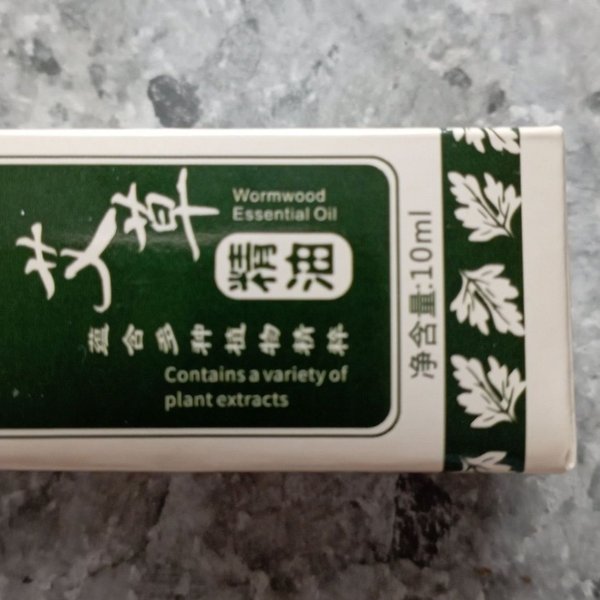 艾草
Wormwood
Essential Oil
精油
蕴含多种植物精粹
Contains a variety of
plant extracts
净含量:10ml